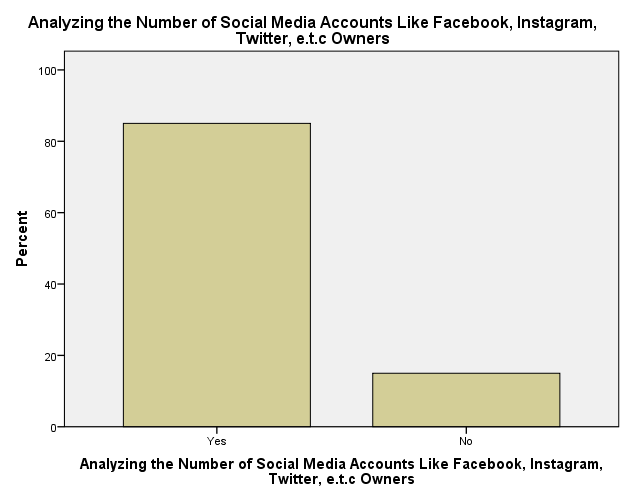 Analyzing the Number of Social Media Accounts Like Facebook, Instagram,
Twitter, e.t.c Owners
100
80
60
40
20
0
Percent
Yes
No
Analyzing the Number of Social Media Accounts Like Facebook, Instagram,
Twitter, e.t.c Owners